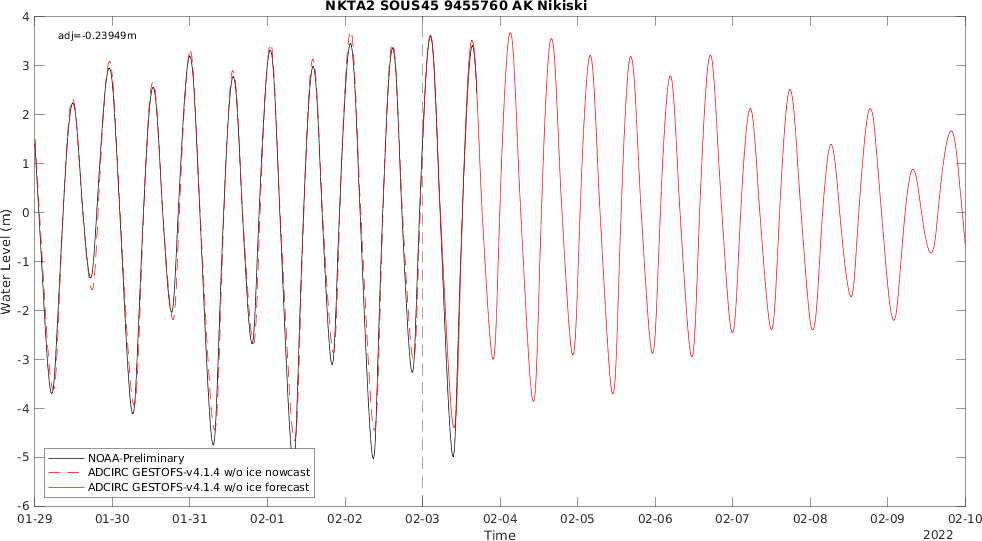 NKTA2 SOUS45 9455760 AK Nikiski
adj=-0.23949m
4
3
2
1
0
-1
-2
-3
-4
-5
-6
Water Level (m)
NOAA-Preliminary
ADCIRC GESTOFS-v4.1.4 w/o ice nowcast
ADCIRC GESTOFS-v4.1.4 w/o ice forecast
01-29 01-30 01-31 02-01 02-02 02-03 02-04 02-05 02-06 02-07 02-08 02-09 02-10
Time
2022